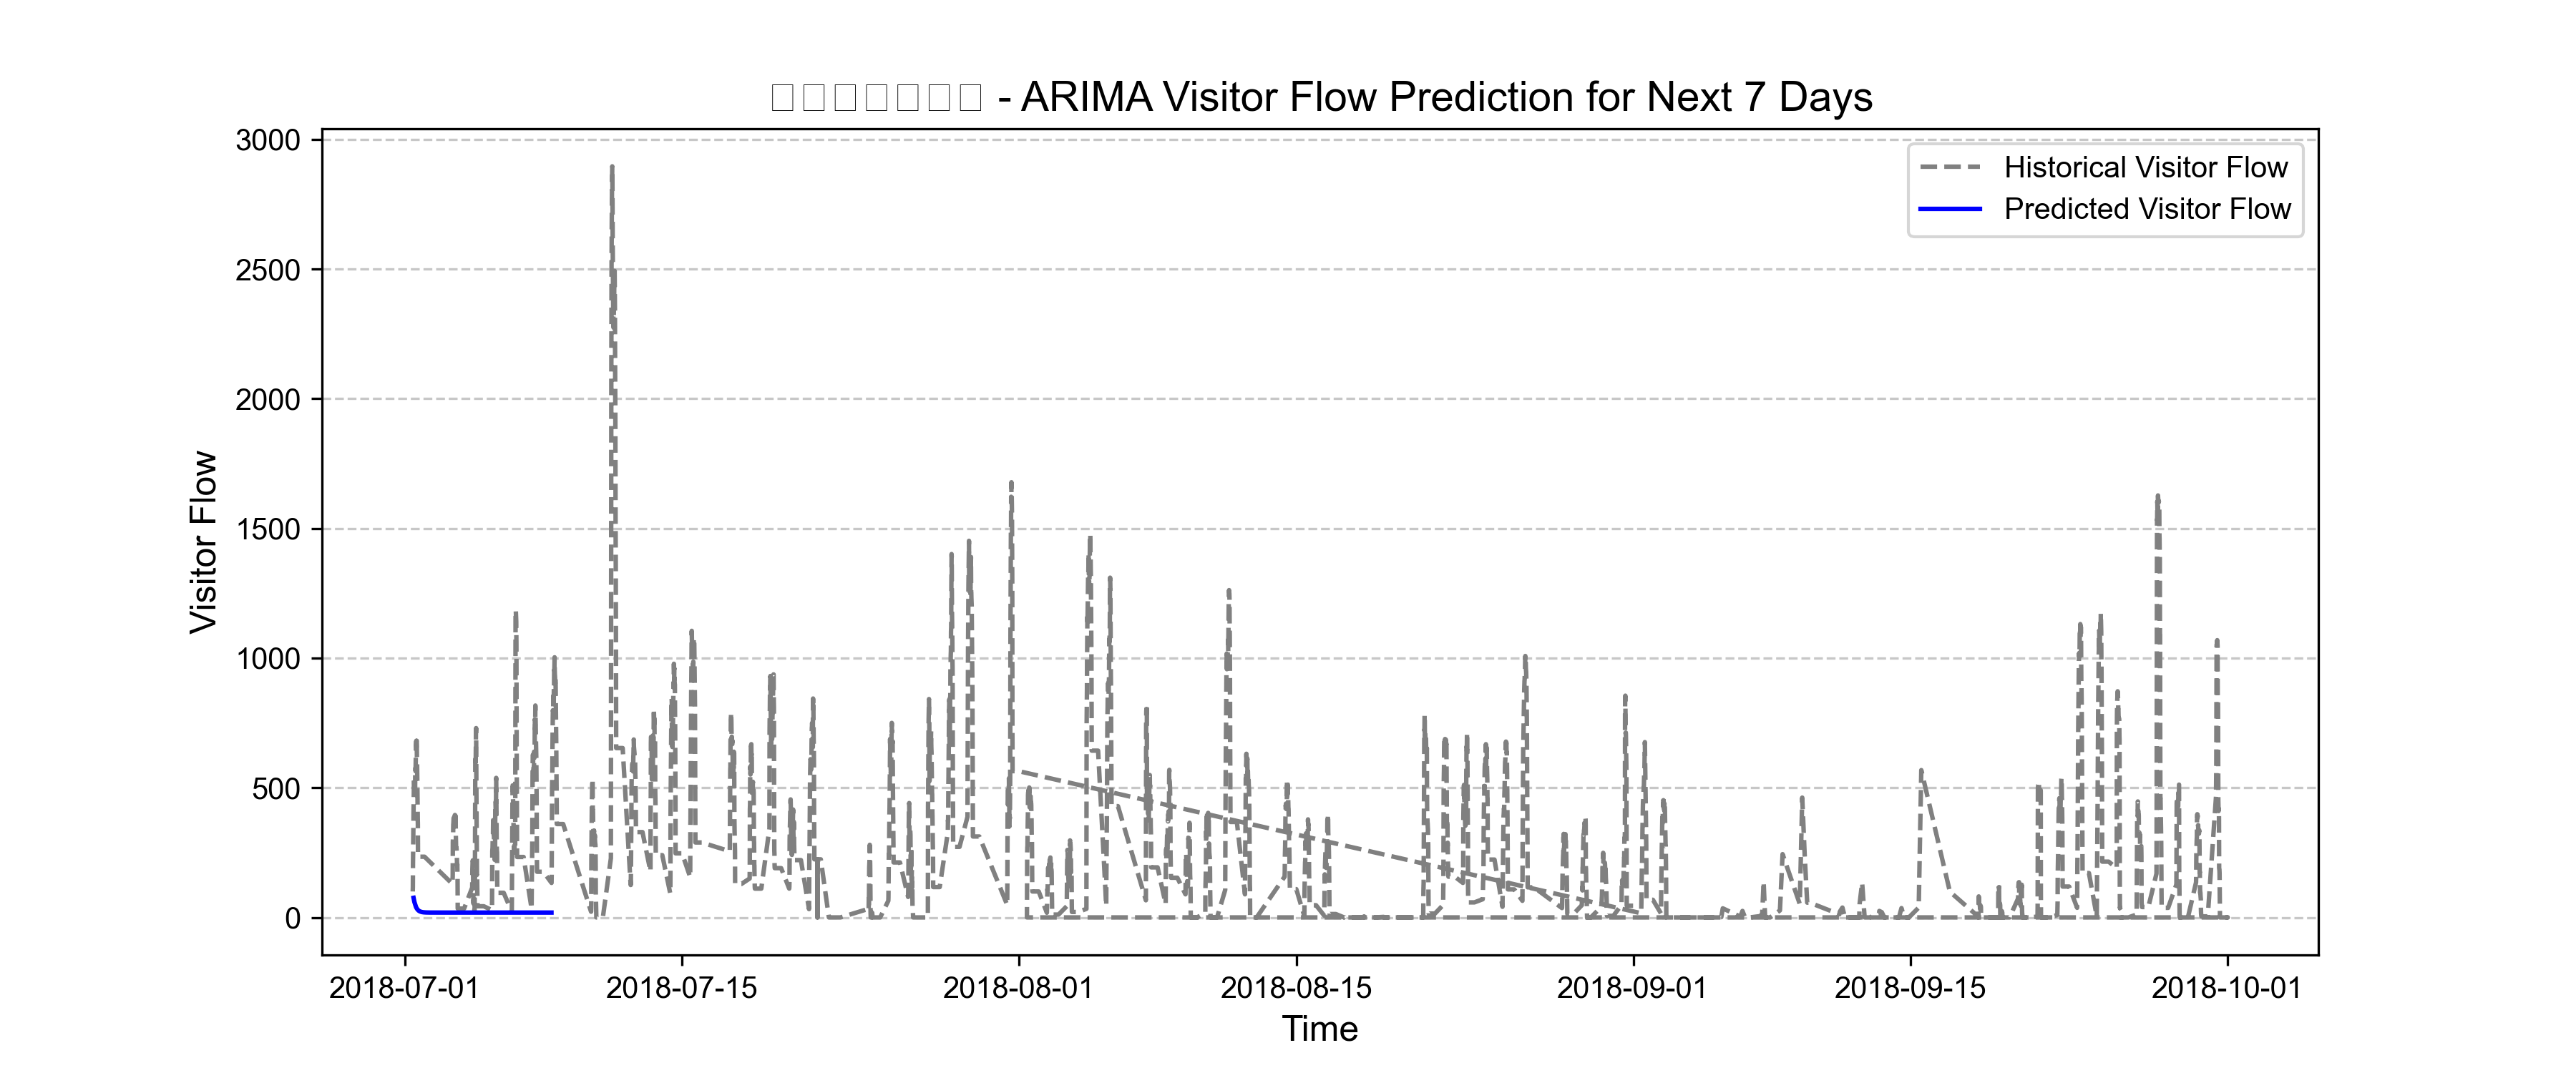 - ARIMA Visitor Flow Prediction for Next 7 Days
3000
2500
2000
1500
1000
500
0
Visitor Flow
Historical Visitor Flow
Predicted Visitor Flow
2018-07-01
2018-07-15
2018-08-01
2018-08-15
2018-09-01
2018-09-15
2018-10-01
Time